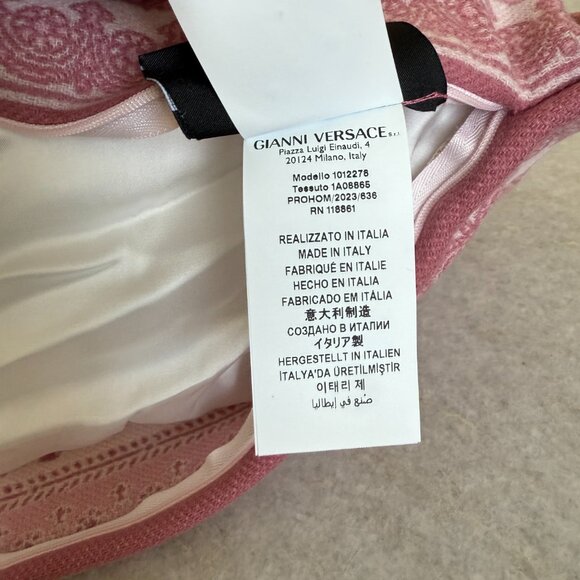 GIANNI VERSACE S.r.l.
Piazza Luigi Einaudi, 4
20124 Milano, Italy
Modello 1012278
Tessuto 1A08865
PROHOM/2023/636
RN 118861
REALIZZATO IN ITALIA
MADE IN ITALY
FABRIQUÉ EN ITALIE
HECHO EN ITALIA
FABRICADO EM ITÁLIA
意大利制造
СОЗДАНО В ИТАЛИИ
イタリア製
HERGESTELLT IN ITALIEN
İTALYA'DA ÜRETİLMİŞTİR
이태리 제
صُنع في إيطاليا